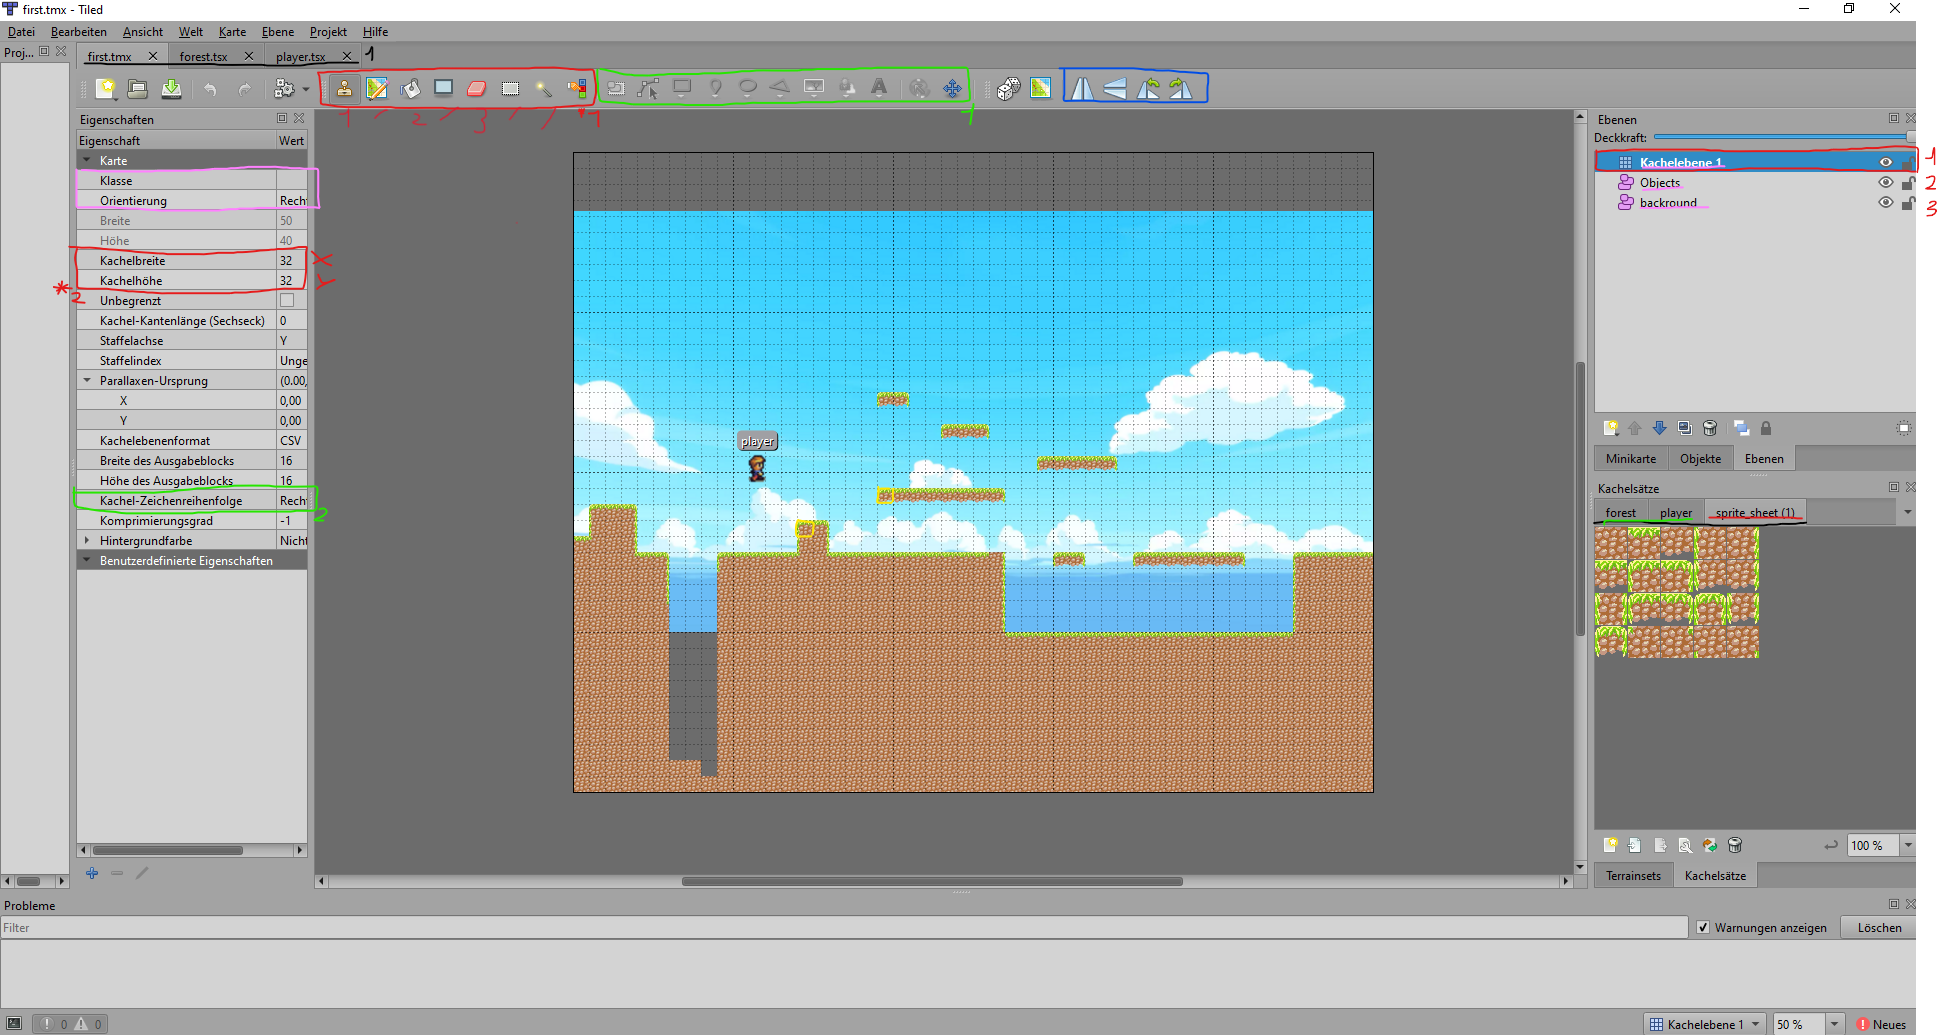 first.tmx - Tiled
Datei Bearbeiten Ansicht Welt Karte Ebene Projekt Hilfe
Proj...
first.tmx forest.tsx player.tsx 1
1 2 3 *1 1
Eigenschaften
Eigenschaft Wert
Karte
Klasse
Orientierung Recht
Breite 50
Höhe 40
Kachelbreite 32 X
Kachelhöhe 32 Y
*2
Unbegrenzt
Kachel-Kantenlänge (Sechseck) 0
Staffelachse Y
Staffelindex Unge
Parallaxen-Ursprung (0.00,
X 0,00
Y 0,00
Kachelebenenformat CSV
Breite des Ausgabeblocks 16
Höhe des Ausgabeblocks 16
Kachel-Zeichenreihenfolge Recht 2
Komprimierungsgrad -1
Hintergrundfarbe Nicht
Benutzerdefinierte Eigenschaften
player
Ebenen
Deckkraft:
Kachelebene 1 1
Objects 2
backround 3
Minikarte Objekte Ebenen
Kachelsätze
forest player sprite_sheet (1)
100 %
Terrainsets Kachelsätze
Probleme
Filter
Warnungen anzeigen Löschen
0 0
Kachelebene 1 50 % Neues